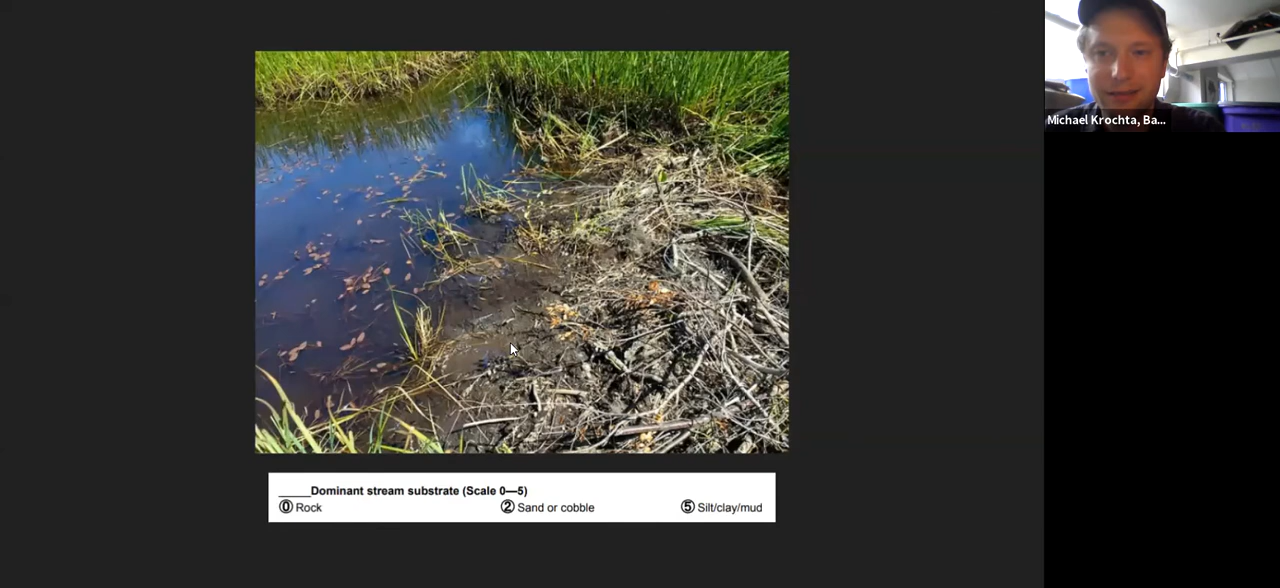 Michael Krochta, Ba...
_____Dominant stream substrate (Scale 0—5)
⓪ Rock ② Sand or cobble ⑤ Silt/clay/mud